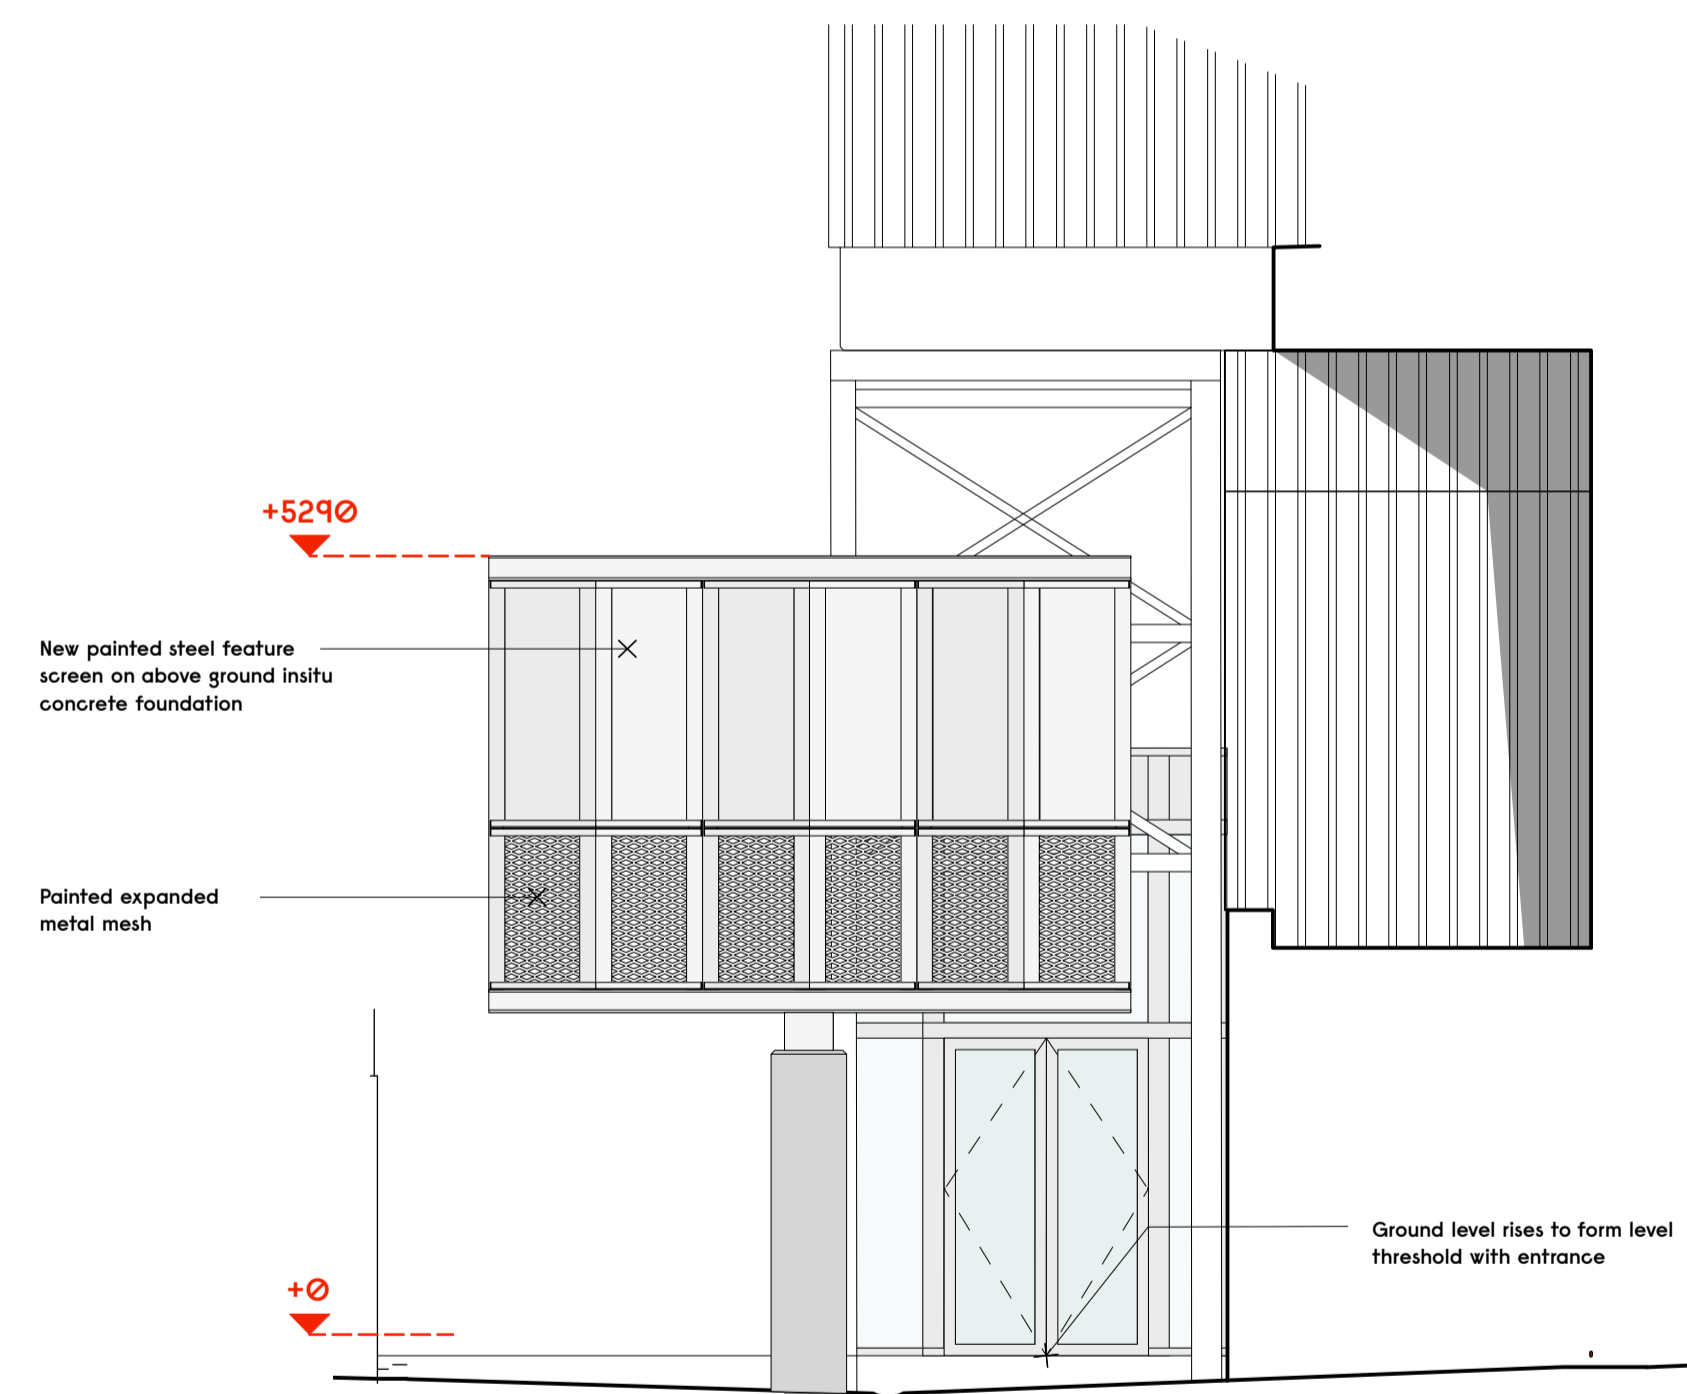 +5290
New painted steel feature
screen on above ground insitu
concrete foundation
Painted expanded
metal mesh
Ground level rises to form level
threshold with entrance
+0